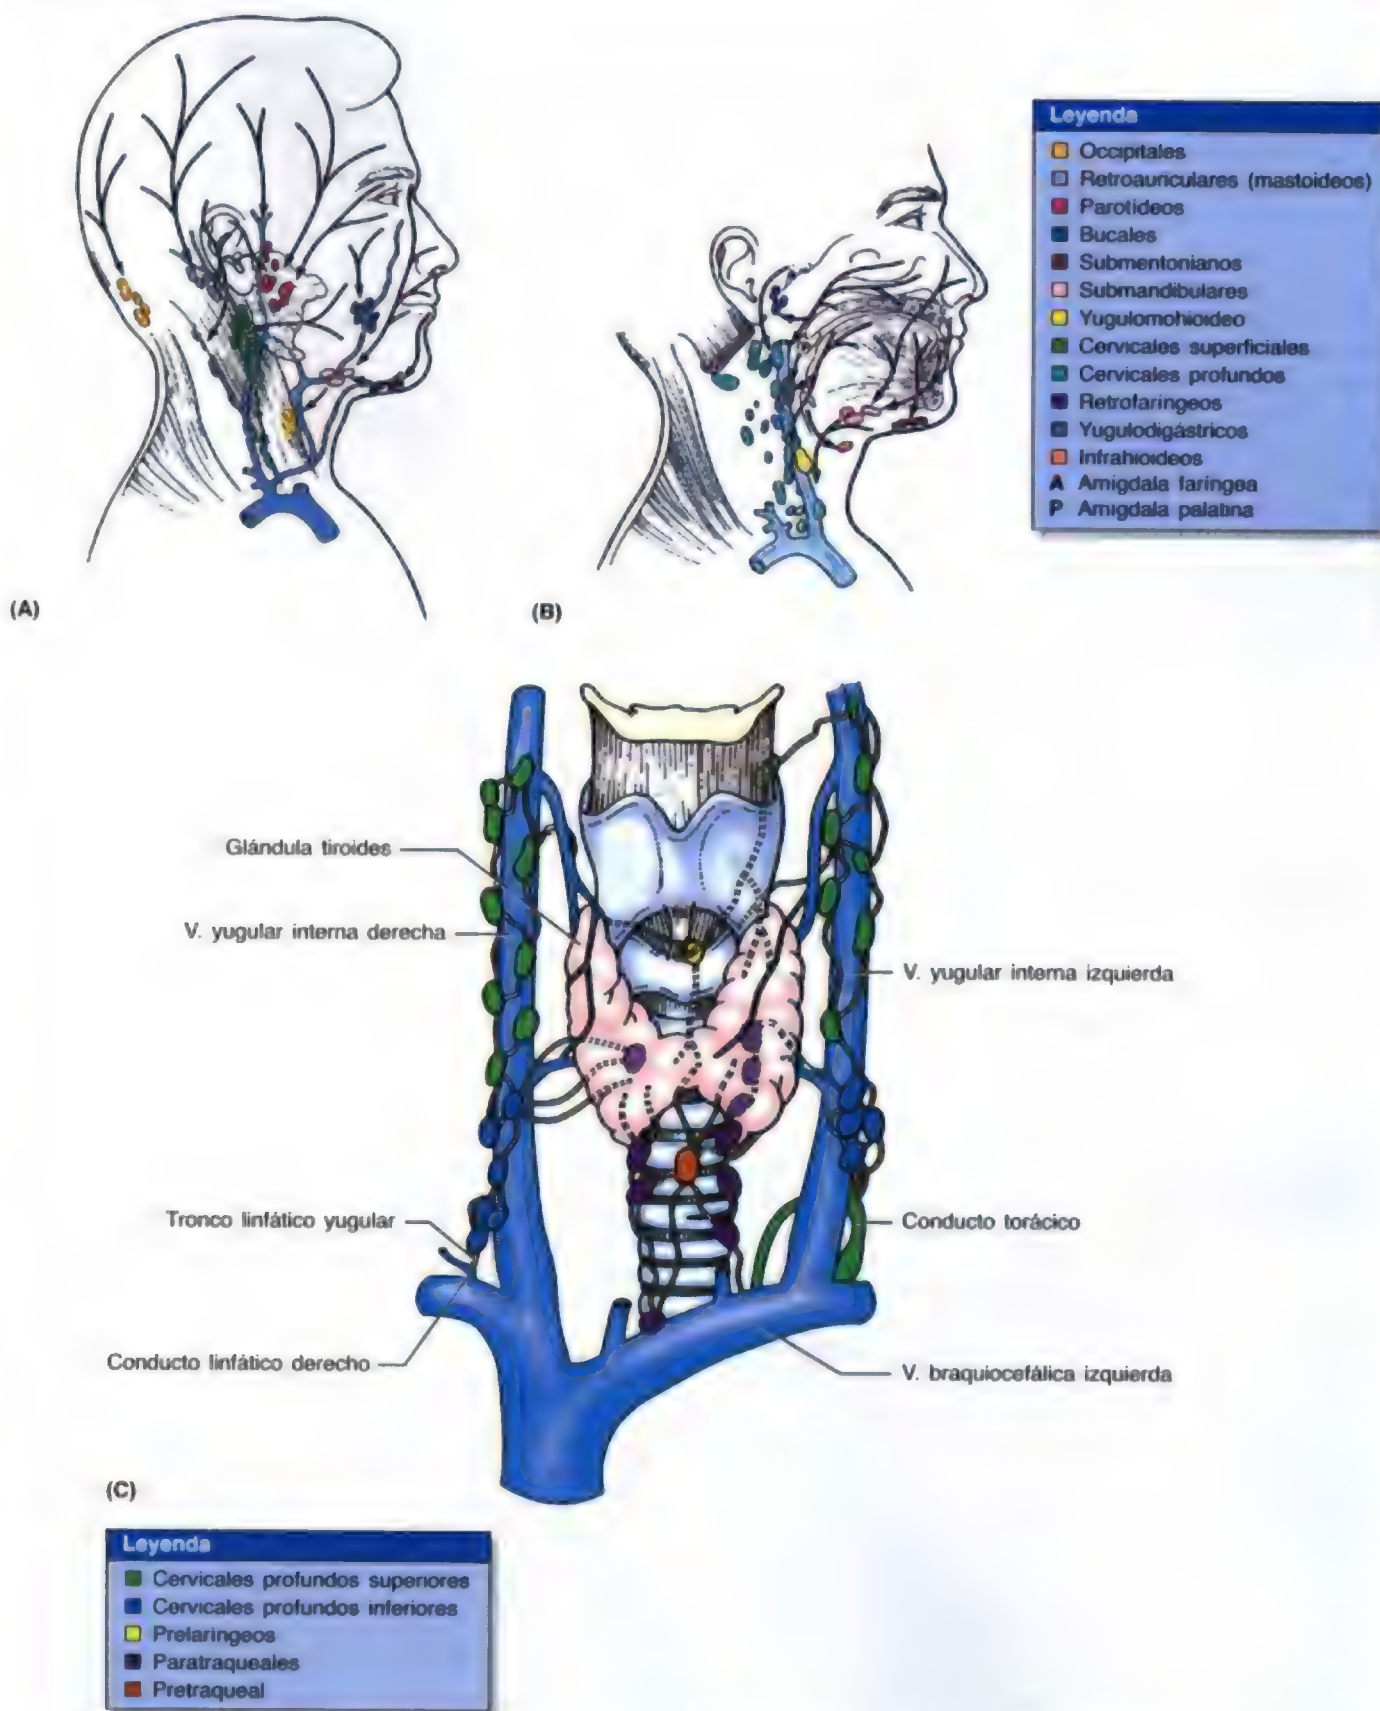 Leyenda
Occipitales
Retroauriculares (mastoideos)
Parotídeos
Bucales
Submentonianos
Submandibulares
Yugulomohioideo
Cervicales superficiales
Cervicales profundos
Retrofaríngeos
Yugulodigástricos
Infrahioideos
A Amígdala faríngea
P Amígdala palatina
(A)
(B)
Glándula tiroides
V. yugular interna derecha
V. yugular interna izquierda
Tronco linfático yugular
Conducto torácico
Conducto linfático derecho
V. braquiocefálica izquierda
(C)
Leyenda
Cervicales profundos superiores
Cervicales profundos inferiores
Prelaríngeos
Paratraqueales
Pretraqueal